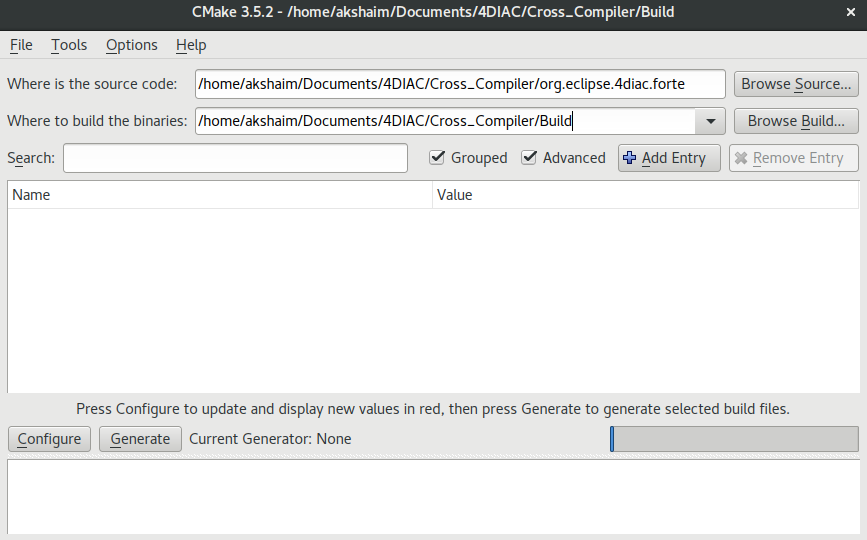 CMake 3.5.2 - /home/akshaim/Documents/4DIAC/Cross_Compiler/Build
File Tools Options Help
Where is the source code: /home/akshaim/Documents/4DIAC/Cross_Compiler/org.eclipse.4diac.forte Browse Source...
Where to build the binaries: /home/akshaim/Documents/4DIAC/Cross_Compiler/Build Browse Build...
Search: Grouped Advanced Add Entry Remove Entry
Name Value
Press Configure to update and display new values in red, then press Generate to generate selected build files.
Configure Generate Current Generator: None